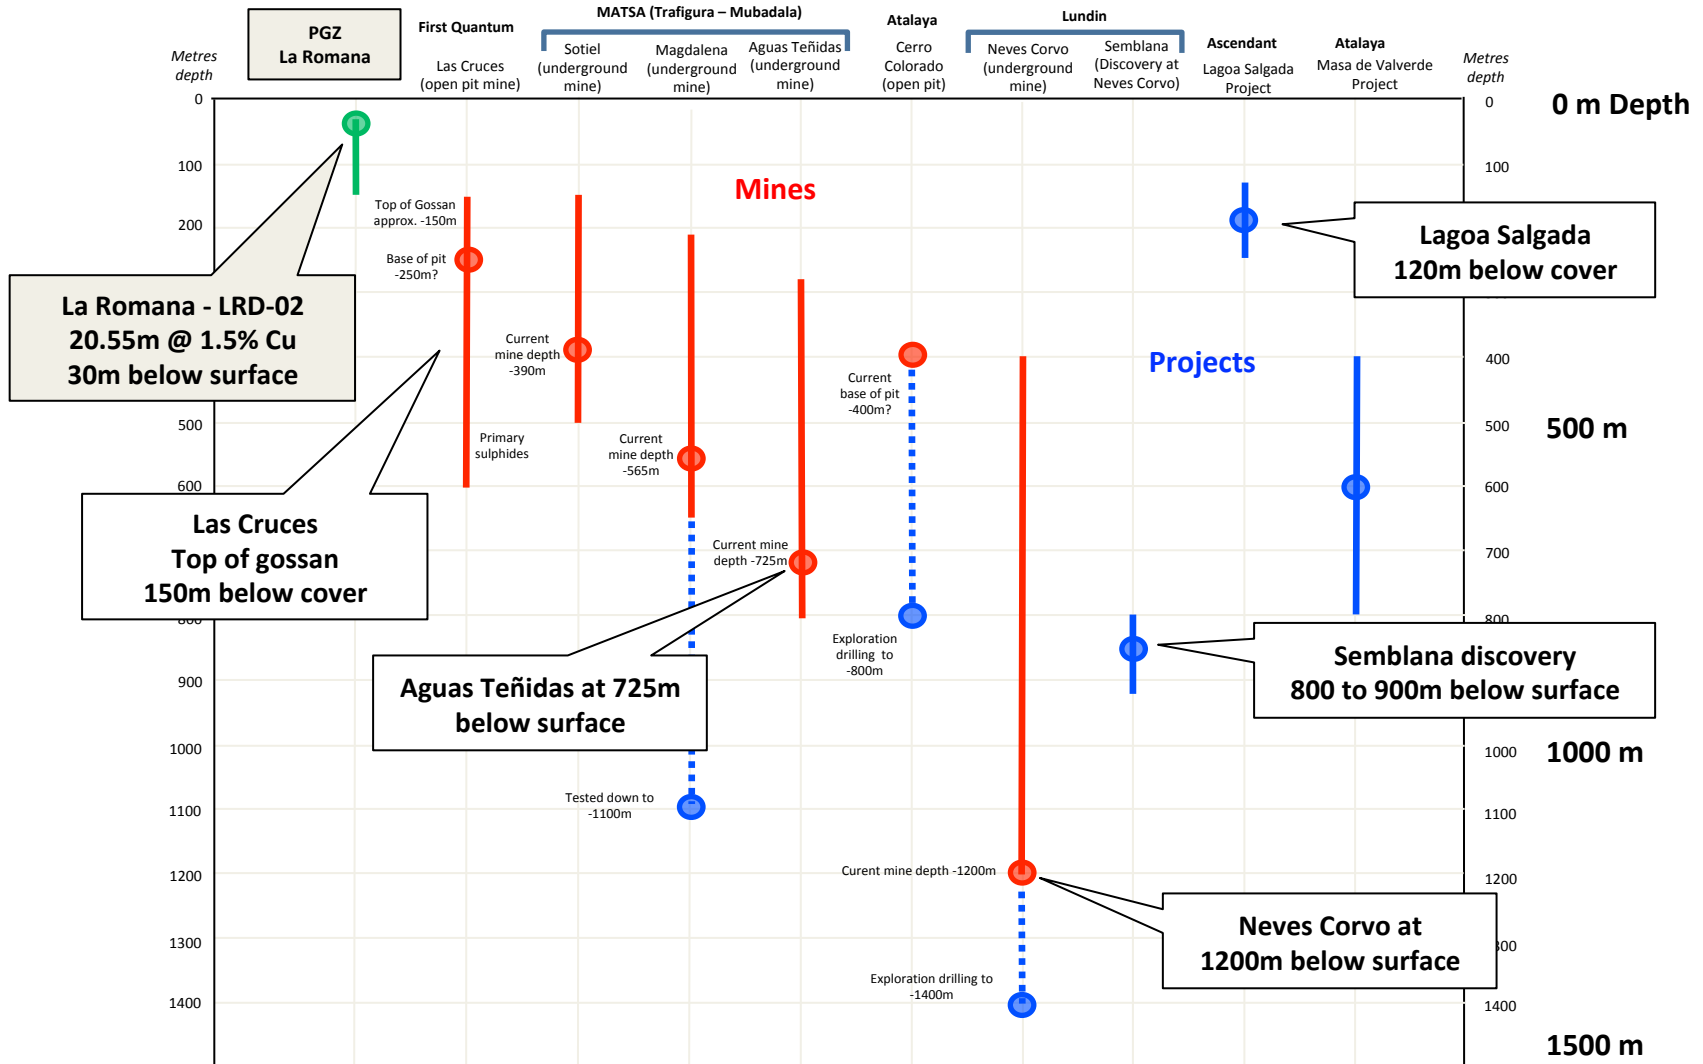 PGZ
La Romana
First Quantum
Las Cruces
(open pit mine)
MATSA (Trafigura – Mubadala)
Sotiel
(underground
mine)
Magdalena
(underground
mine)
Aguas Teñidas
(underground
mine)
Atalaya
Cerro
Colorado
(open pit)
Lundin
Neves Corvo
(underground
mine)
Semblana
(Discovery at
Neves Corvo)
Ascendant
Lagoa Salgada
Project
Atalaya
Masa de Valverde
Project
Metres
depth
0
100
200
500
600
900
1000
1100
1200
1300
1400
Metres
depth
0
100
400
500
600
700
800
1000
1100
1200
1400
0 m Depth
500 m
1000 m
1500 m
Mines
Projects
Top of Gossan
approx. -150m
Base of pit
-250m?
Primary
sulphides
Current
mine depth
-390m
Current
mine depth
-565m
Current mine
depth -725m
Tested down to
-1100m
Current
base of pit
-400m?
Exploration
drilling to
-800m
Curent mine depth -1200m
Exploration drilling to
-1400m
La Romana - LRD-02
20.55m @ 1.5% Cu
30m below surface
Las Cruces
Top of gossan
150m below cover
Aguas Teñidas at 725m
below surface
Lagoa Salgada
120m below cover
Semblana discovery
800 to 900m below surface
Neves Corvo at
1200m below surface